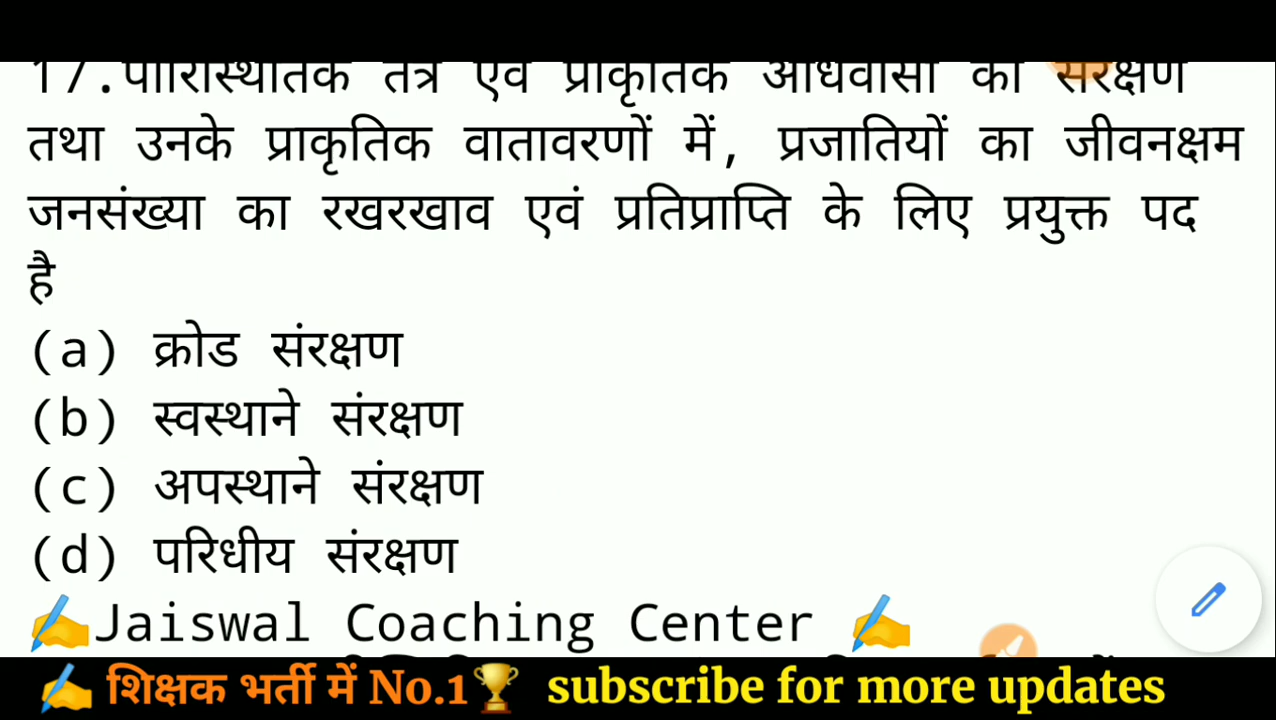 17.पारिस्थितिक तंत्र एवं प्राकृतिक अधिवासों का संरक्षण
तथा उनके प्राकृतिक वातावरणों में, प्रजातियों का जीवनक्षम
जनसंख्या का रखरखाव एवं प्रतिप्राप्ति के लिए प्रयुक्त पद
है
(a) क्रोड संरक्षण
(b) स्वस्थाने संरक्षण
(c) अपस्थाने संरक्षण
(d) परिधीय संरक्षण
✍Jaiswal Coaching Center ✍
✍ शिक्षक भर्ती में No.1🏆 subscribe for more updates